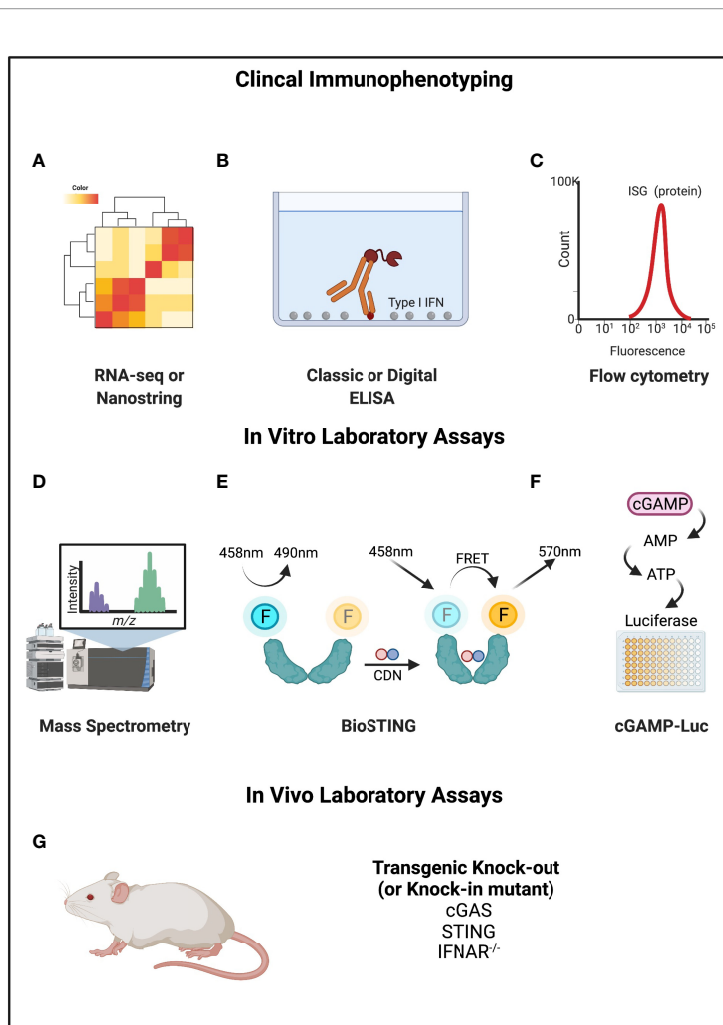 Clincal Immunophenotyping
A
B
C
Color
100K
ISG (protein)
Count
Type I IFN
0
0 10¹ 10² 10³ 10⁴ 10⁵
Fluorescence
RNA-seq or
Nanostring
Classic or Digital
ELISA
Flow cytometry
In Vitro Laboratory Assays
D
E
F
cGAMP
AMP
ATP
Luciferase
Intensity
m/z
458nm 490nm
458nm
FRET
570nm
F
F
F
F
CDN
Mass Spectrometry
BioSTING
cGAMP-Luc
In Vivo Laboratory Assays
G
Transgenic Knock-out
(or Knock-in mutant)
cGAS
STING
IFNAR⁻/⁻